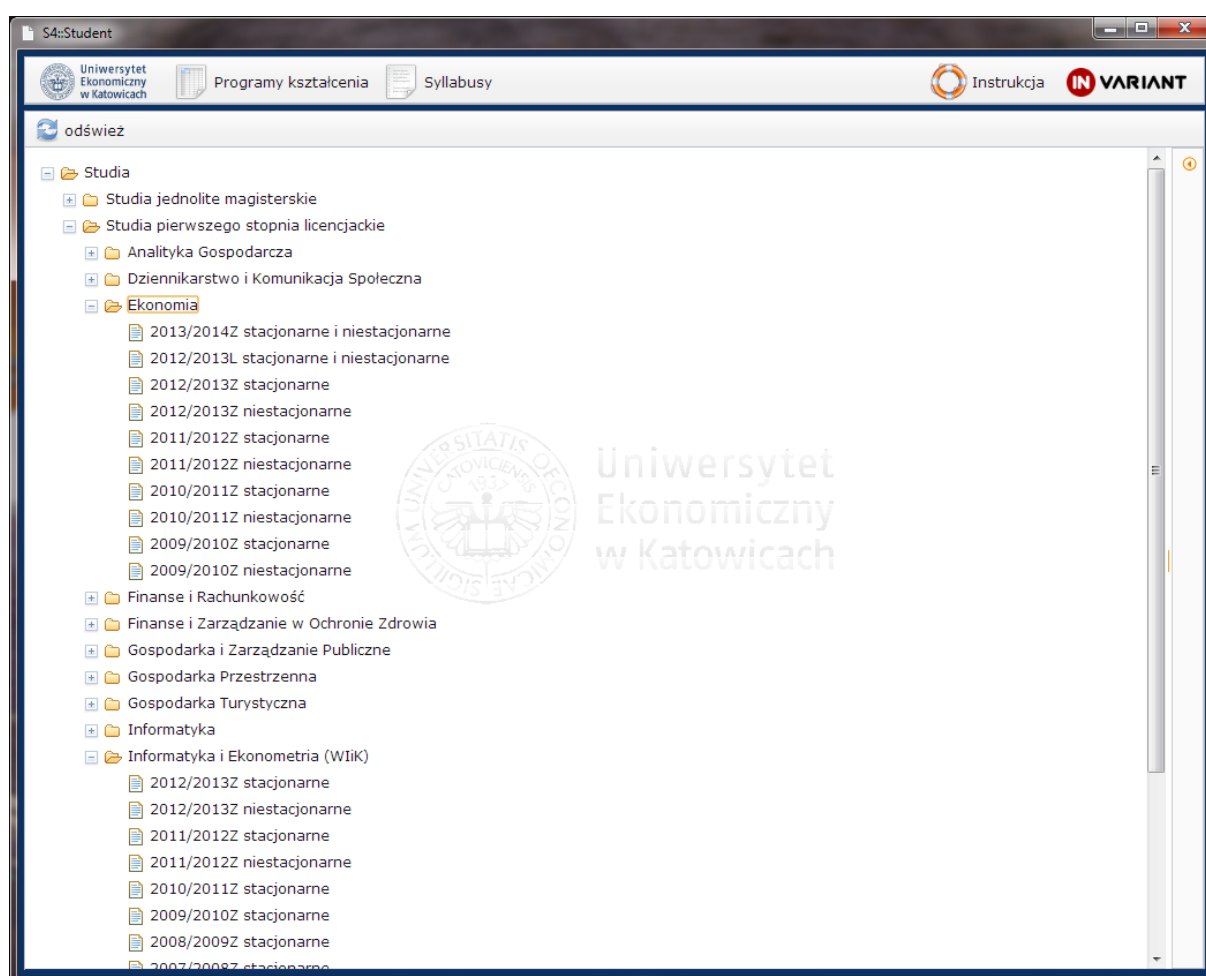 S4::Student
Uniwersytet
Ekonomiczny
w Katowicach
Programy kształcenia
Syllabusy
Instrukcja
IN VARIANT
odśwież
Studia
Studia jednolite magisterskie
Studia pierwszego stopnia licencjackie
Analityka Gospodarcza
Dziennikarstwo i Komunikacja Społeczna
Ekonomia
2013/2014Z stacjonarne i niestacjonarne
2012/2013L stacjonarne i niestacjonarne
2012/2013Z stacjonarne
2012/2013Z niestacjonarne
2011/2012Z stacjonarne
2011/2012Z niestacjonarne
2010/2011Z stacjonarne
2010/2011Z niestacjonarne
2009/2010Z stacjonarne
2009/2010Z niestacjonarne
Uniwersytet
Ekonomiczny
w Katowicach
1937
Finanse i Rachunkowość
Finanse i Zarządzanie w Ochronie Zdrowia
Gospodarka i Zarządzanie Publiczne
Gospodarka Przestrzenna
Gospodarka Turystyczna
Informatyka
Informatyka i Ekonometria (WIiK)
2012/2013Z stacjonarne
2012/2013Z niestacjonarne
2011/2012Z stacjonarne
2011/2012Z niestacjonarne
2010/2011Z stacjonarne
2009/2010Z stacjonarne
2008/2009Z stacjonarne
2007/2008Z stacjonarne